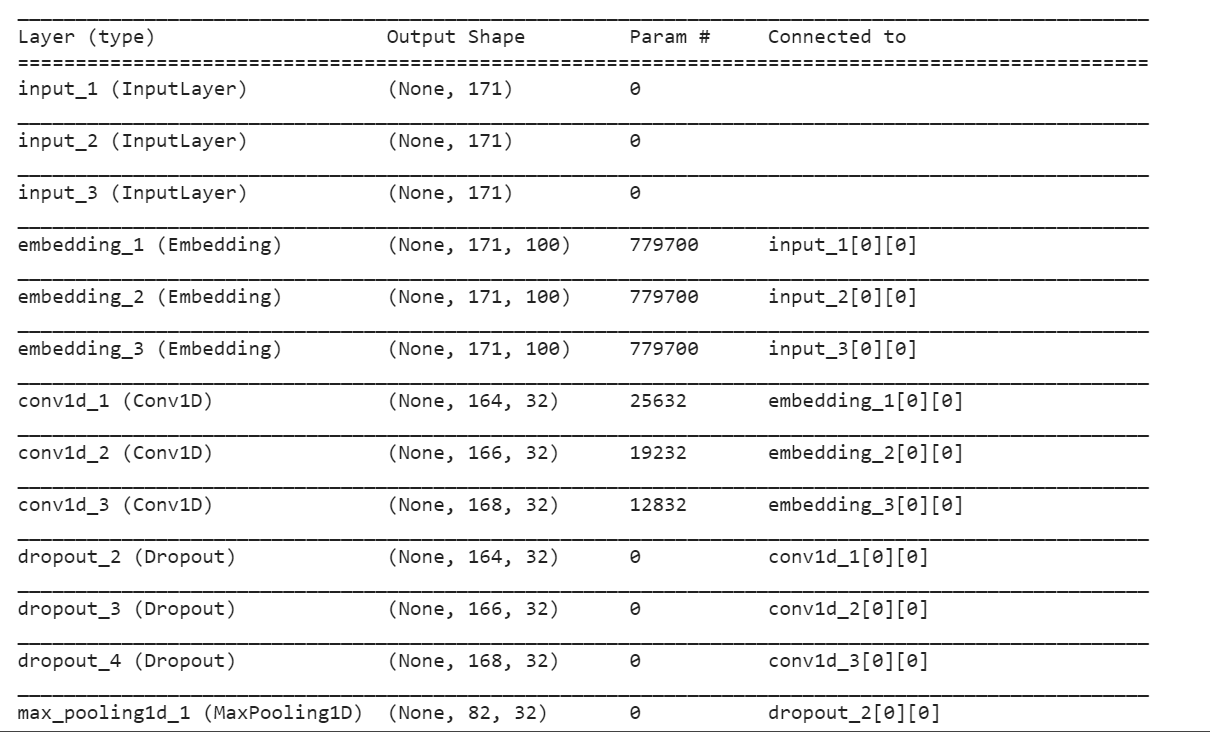 Layer (type) Output Shape Param # Connected to
==================================================================================================
input_1 (InputLayer) (None, 171) 0
input_2 (InputLayer) (None, 171) 0
input_3 (InputLayer) (None, 171) 0
embedding_1 (Embedding) (None, 171, 100) 779700 input_1[0][0]
embedding_2 (Embedding) (None, 171, 100) 779700 input_2[0][0]
embedding_3 (Embedding) (None, 171, 100) 779700 input_3[0][0]
conv1d_1 (Conv1D) (None, 164, 32) 25632 embedding_1[0][0]
conv1d_2 (Conv1D) (None, 166, 32) 19232 embedding_2[0][0]
conv1d_3 (Conv1D) (None, 168, 32) 12832 embedding_3[0][0]
dropout_2 (Dropout) (None, 164, 32) 0 conv1d_1[0][0]
dropout_3 (Dropout) (None, 166, 32) 0 conv1d_2[0][0]
dropout_4 (Dropout) (None, 168, 32) 0 conv1d_3[0][0]
max_pooling1d_1 (MaxPooling1D) (None, 82, 32) 0 dropout_2[0][0]